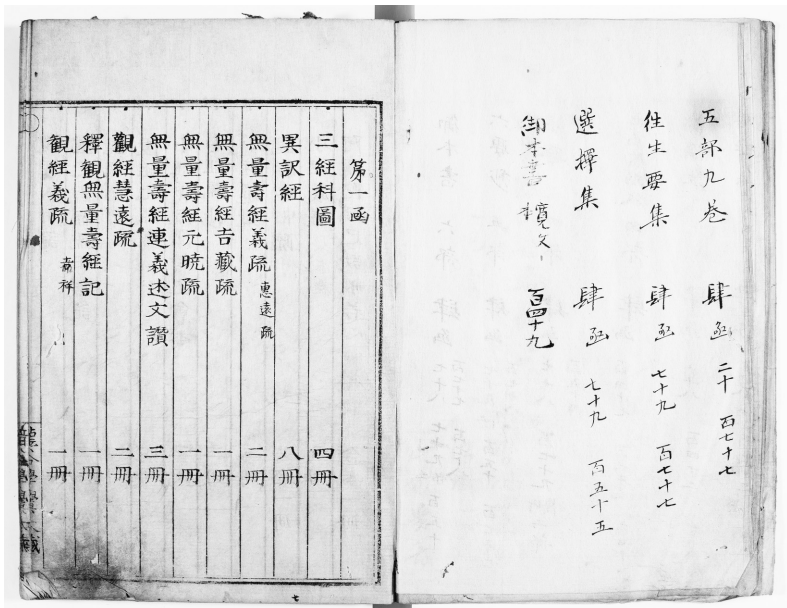 五部九巻　肆函　二十　百七十七
往生要集　肆函　七十九　百七十七
選擇集　肆函　七十九　百五十五
御本書　百四十九
第一函
三經科圖　四冊
異訳經　八冊
無量壽經義疏　惠遠疏　二冊
無量壽經吉藏疏　一冊
無量壽經元曉疏　一冊
無量壽經連義述文讚　三冊
觀經慧遠疏　二冊
釋觀無量壽經記　一冊
観經義疏　嘉祥　一冊